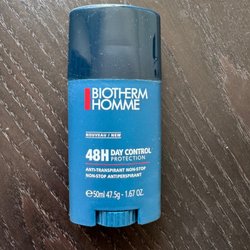 BIOTHERM
HOMME
NOUVEAU / NEW
48H DAY CONTROL
PROTECTION
ANTI-TRANSPIRANT NON-STOP
NON-STOP ANTIPERSPIRANT
℮50ml 47.5g - 1.67 OZ.